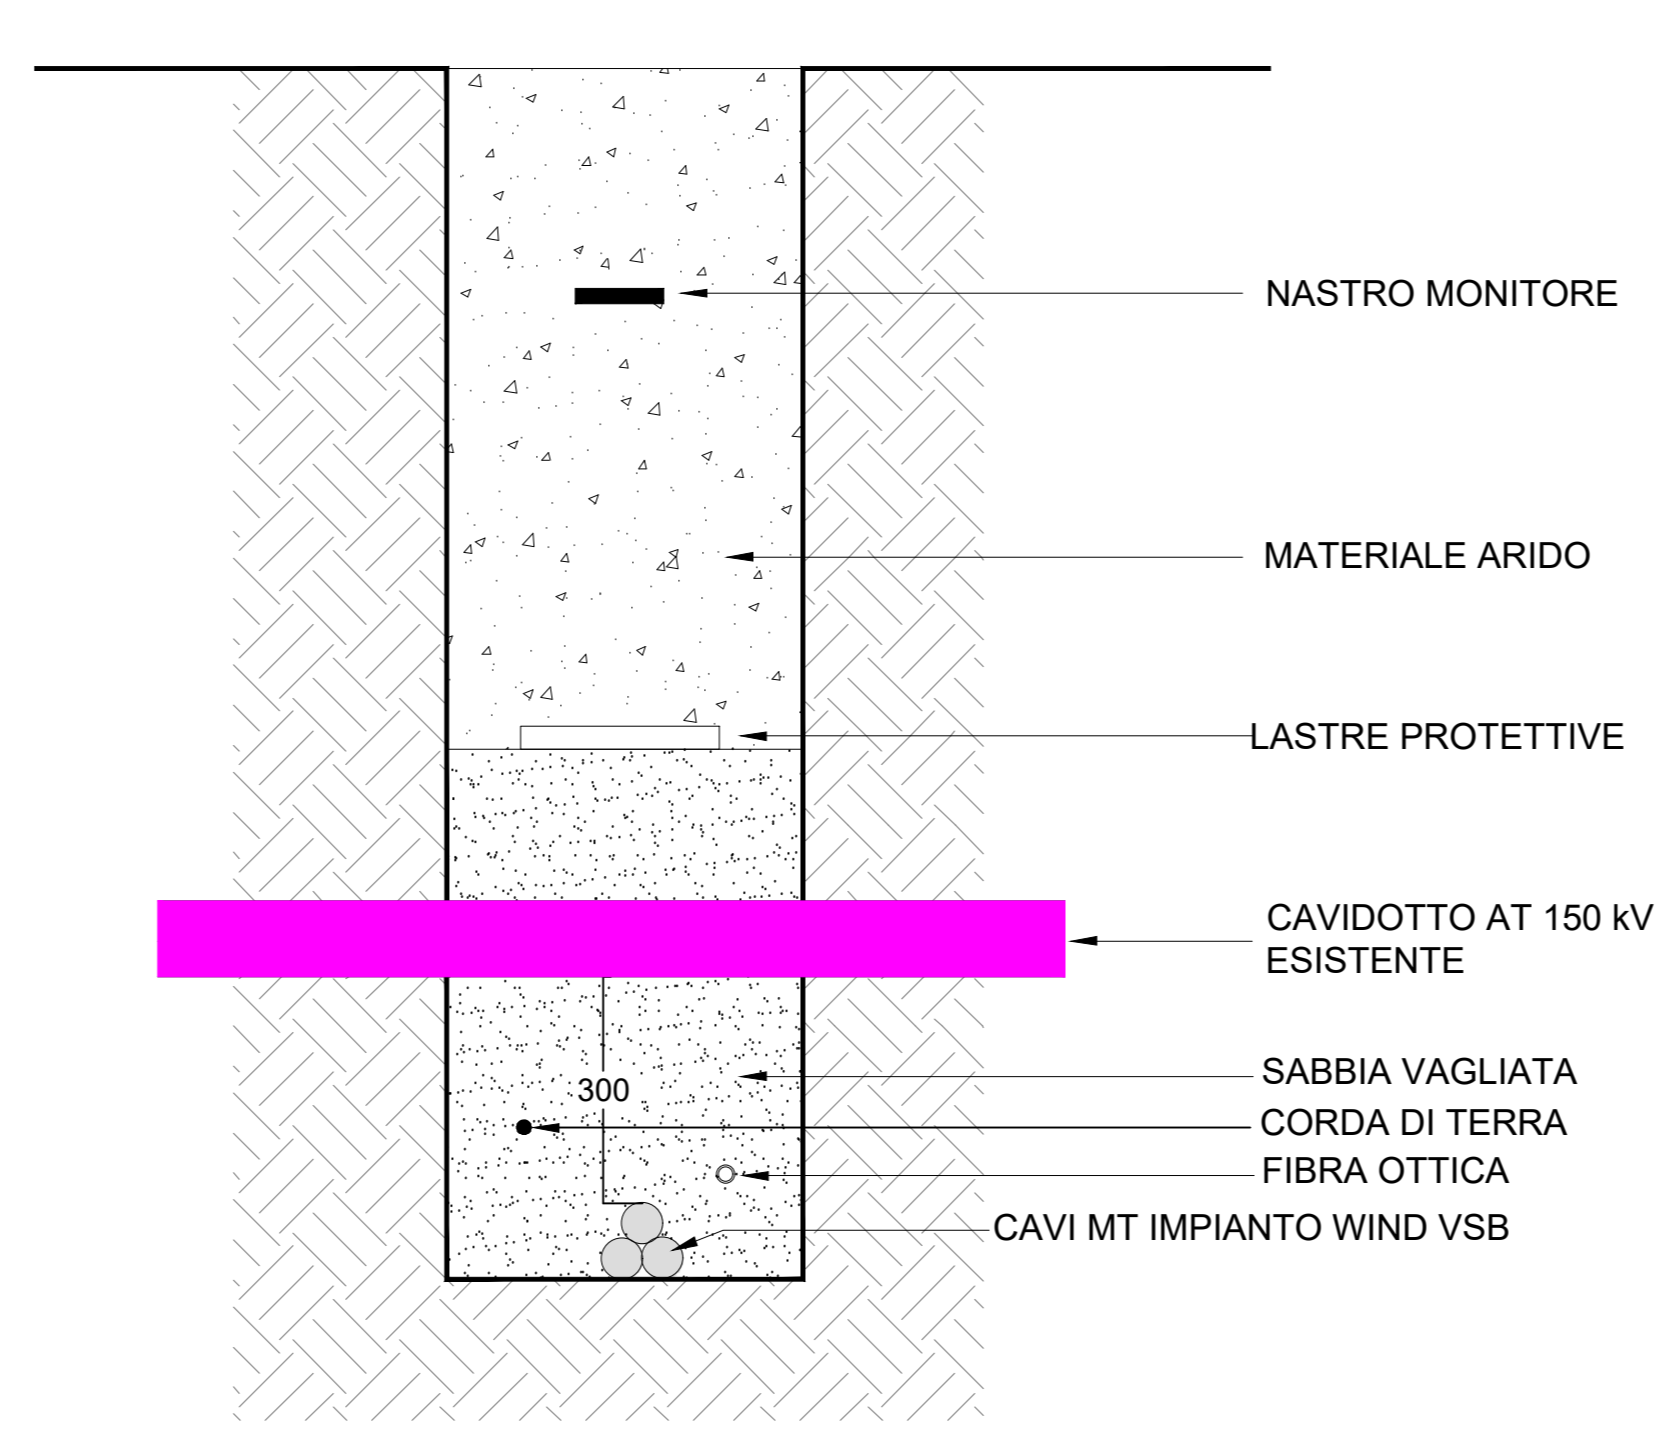 NASTRO MONITORE
MATERIALE ARIDO
LASTRE PROTETTIVE
CAVIDOTTO AT 150 kV
ESISTENTE
SABBIA VAGLIATA
300
CORDA DI TERRA
FIBRA OTTICA
CAVI MT IMPIANTO WIND VSB